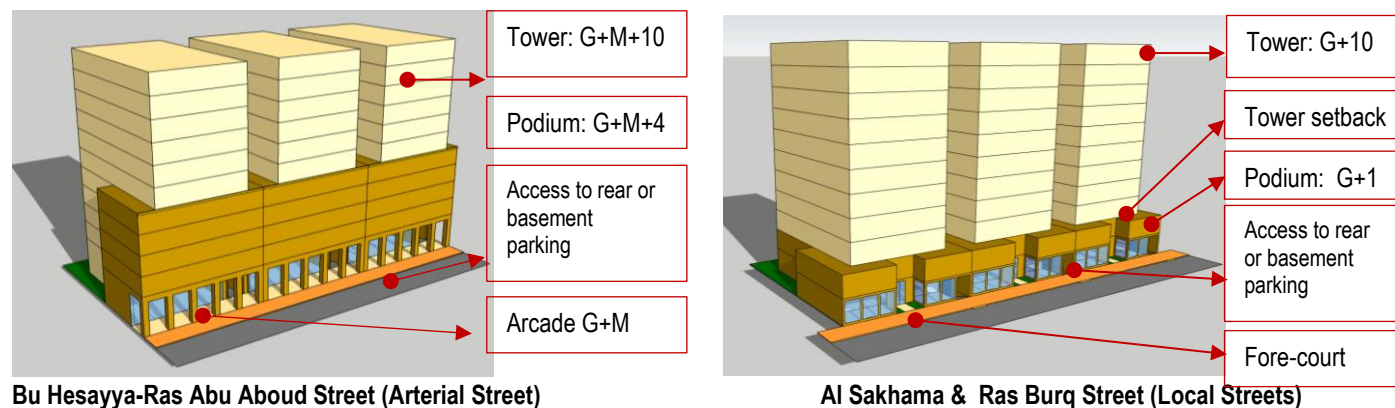 Tower: G+M+10
Podium: G+M+4
Access to rear or
basement
parking
Arcade G+M
Bu Hesayya-Ras Abu Aboud Street (Arterial Street)
Tower: G+10
Tower setback
Podium: G+1
Access to rear
or basement
parking
Fore-court
Al Sakhama & Ras Burq Street (Local Streets)